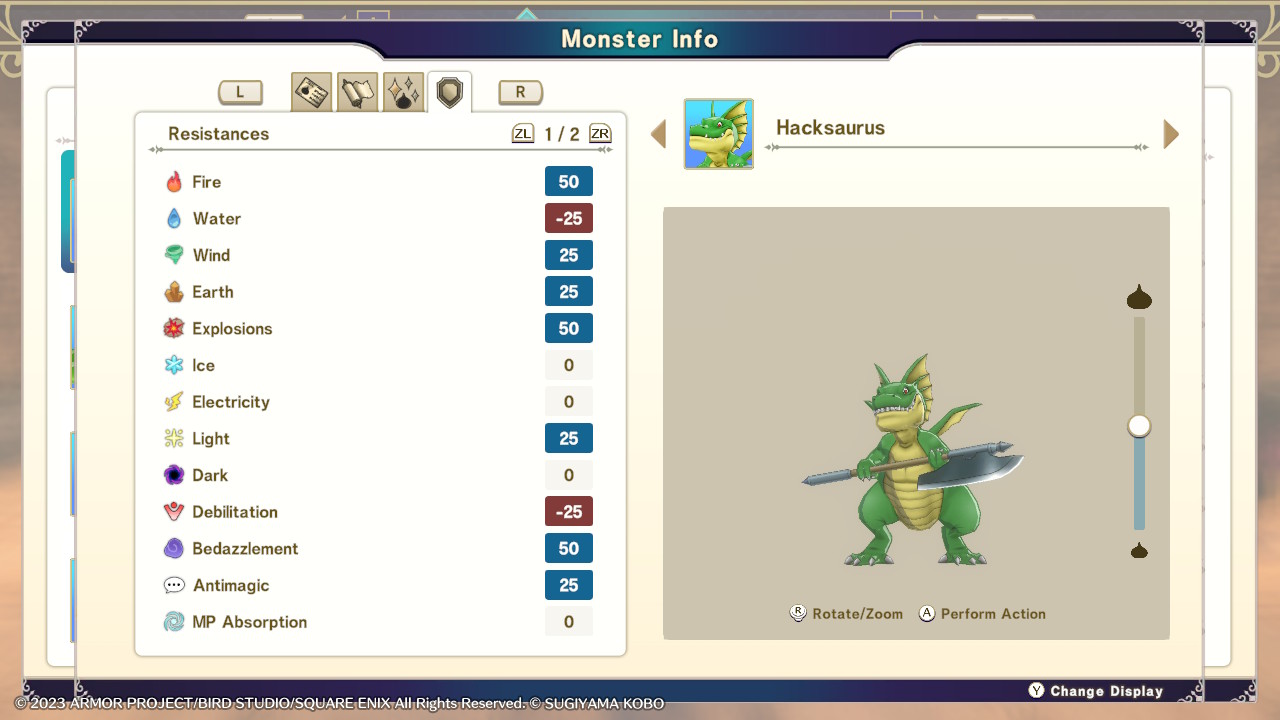 Monster Info
L
R
Resistances
ZL 1 / 2 ZR
Fire 50
Water -25
Wind 25
Earth 25
Explosions 50
Ice 0
Electricity 0
Light 25
Dark 0
Debilitation -25
Bedazzlement 50
Antimagic 25
MP Absorption 0
Hacksaurus
R Rotate/Zoom A Perform Action
Y Change Display
© 2023 ARMOR PROJECT/BIRD STUDIO/SQUARE ENIX All Rights Reserved. © SUGIYAMA KOBO